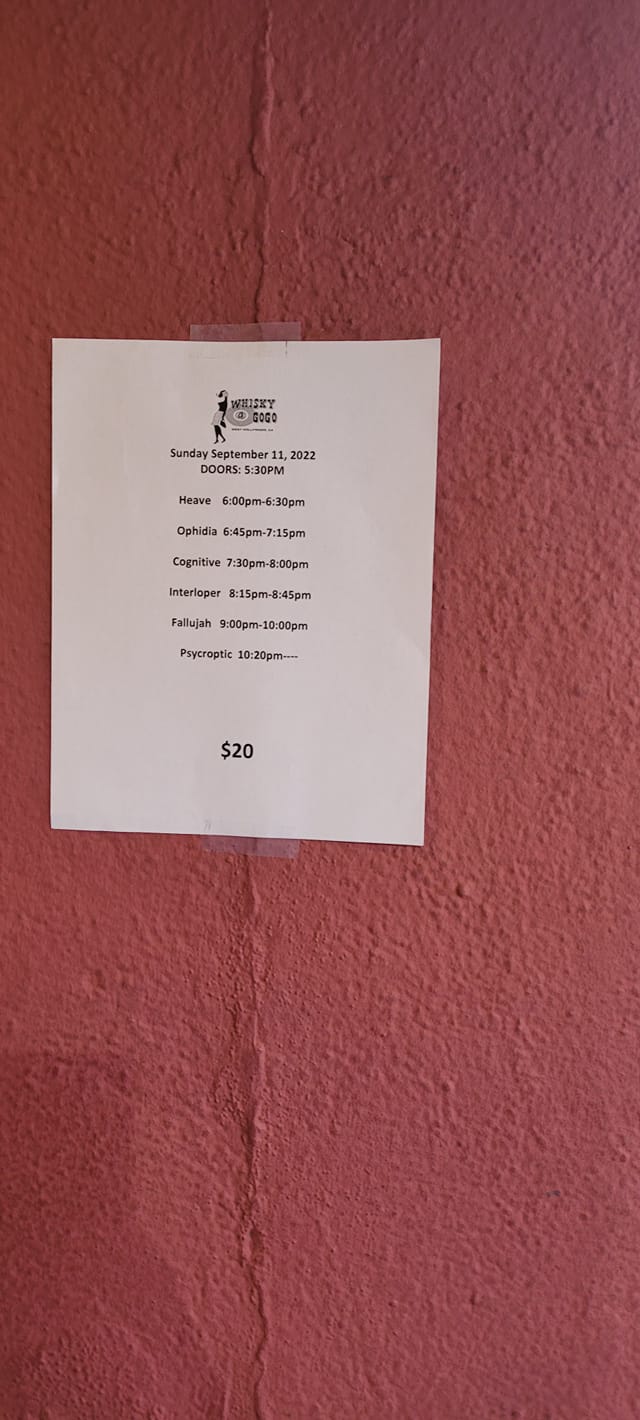 WHISKY
a GOGO
WEST HOLLYWOOD, CA
Sunday September 11, 2022
DOORS: 5:30PM
Heave 6:00pm-6:30pm
Ophidia 6:45pm-7:15pm
Cognitive 7:30pm-8:00pm
Interloper 8:15pm-8:45pm
Fallujah 9:00pm-10:00pm
Psycroptic 10:20pm----
$20